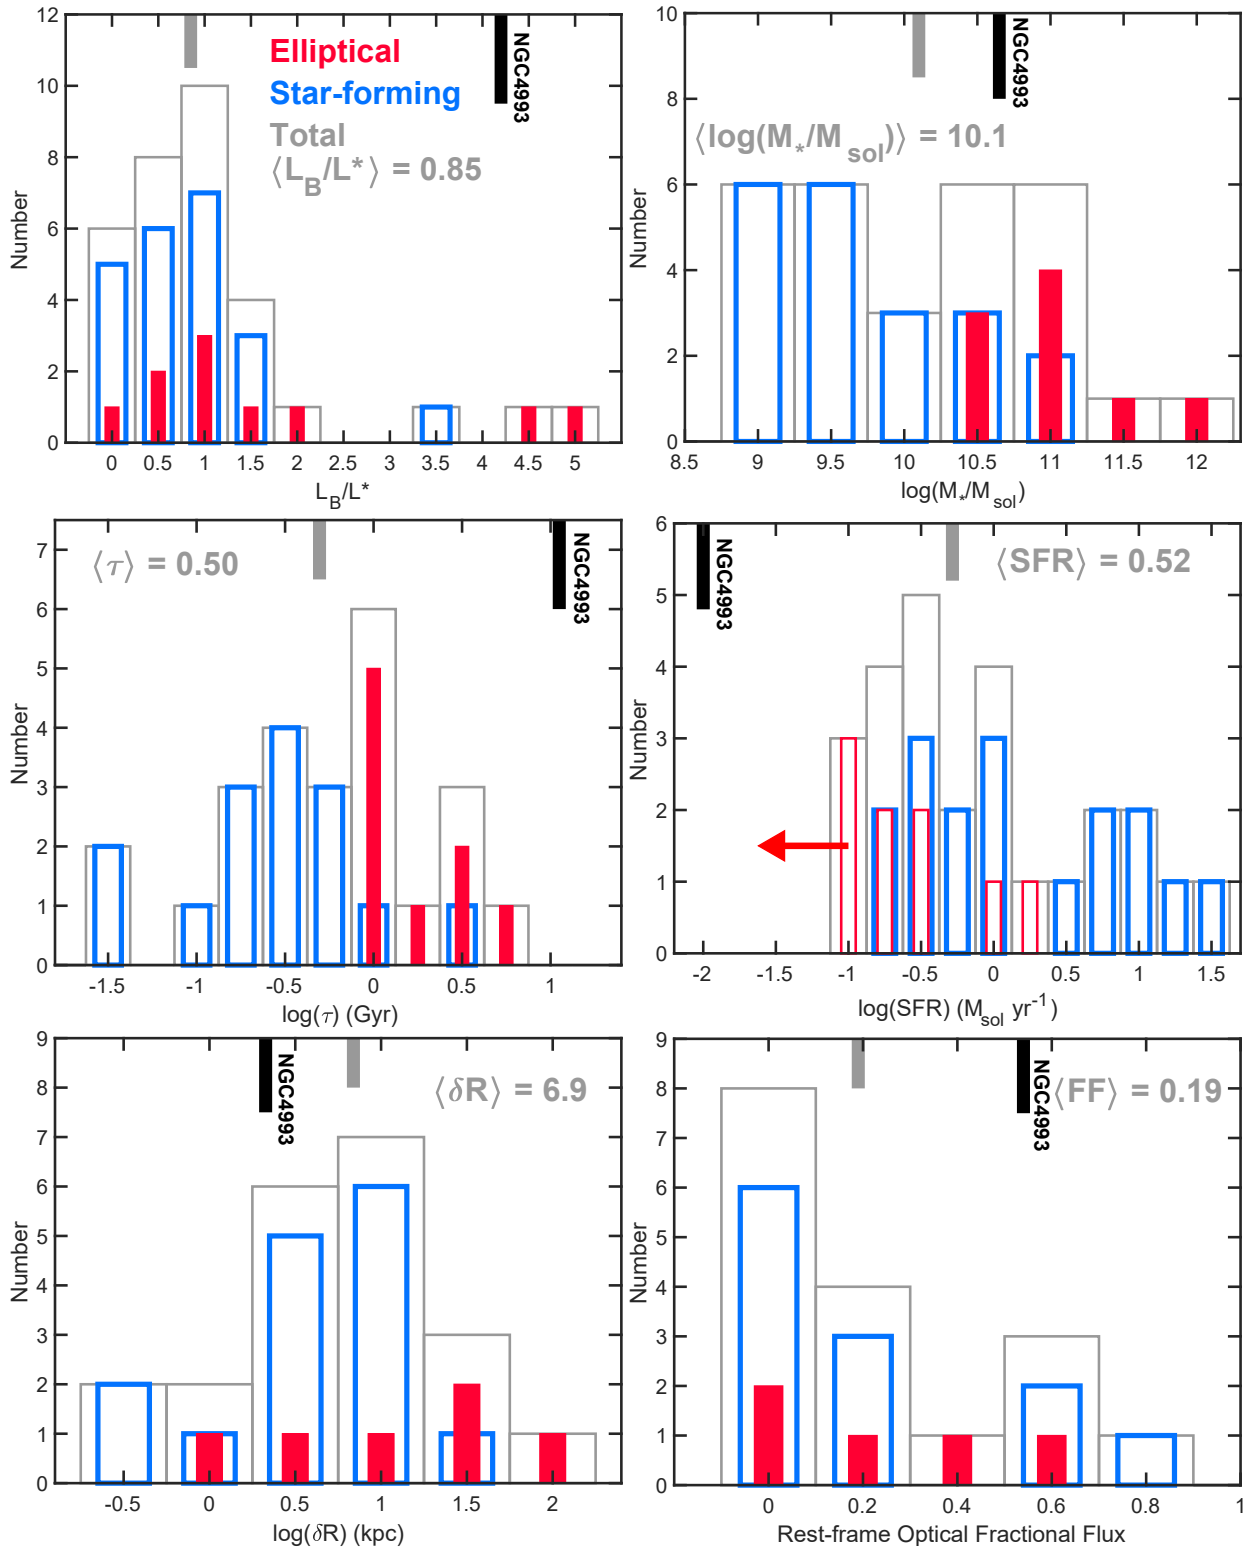 12
10
8
6
4
2
0
Number
Elliptical
Star-forming
Total
⟨L_B/L*⟩ = 0.85
NGC4993
0 0.5 1 1.5 2 2.5 3 3.5 4 4.5 5
L_B/L*
10
8
6
4
2
0
Number
NGC4993
⟨log(M_*/M_sol)⟩ = 10.1
8.5 9 9.5 10 10.5 11 11.5 12
log(M_*/M_sol)
7
6
5
4
3
2
1
0
Number
⟨τ⟩ = 0.50
NGC4993
-1.5 -1 -0.5 0 0.5 1
log(τ) (Gyr)
6
5
4
3
2
1
0
Number
NGC4993
⟨SFR⟩ = 0.52
-2 -1.5 -1 -0.5 0 0.5 1 1.5
log(SFR) (M_sol yr^-1)
9
8
7
6
5
4
3
2
1
0
Number
NGC4993
⟨δR⟩ = 6.9
-0.5 0 0.5 1 1.5 2
log(δR) (kpc)
9
8
7
6
5
4
3
2
1
0
Number
NGC4993
⟨FF⟩ = 0.19
0 0.2 0.4 0.6 0.8 1
Rest-frame Optical Fractional Flux